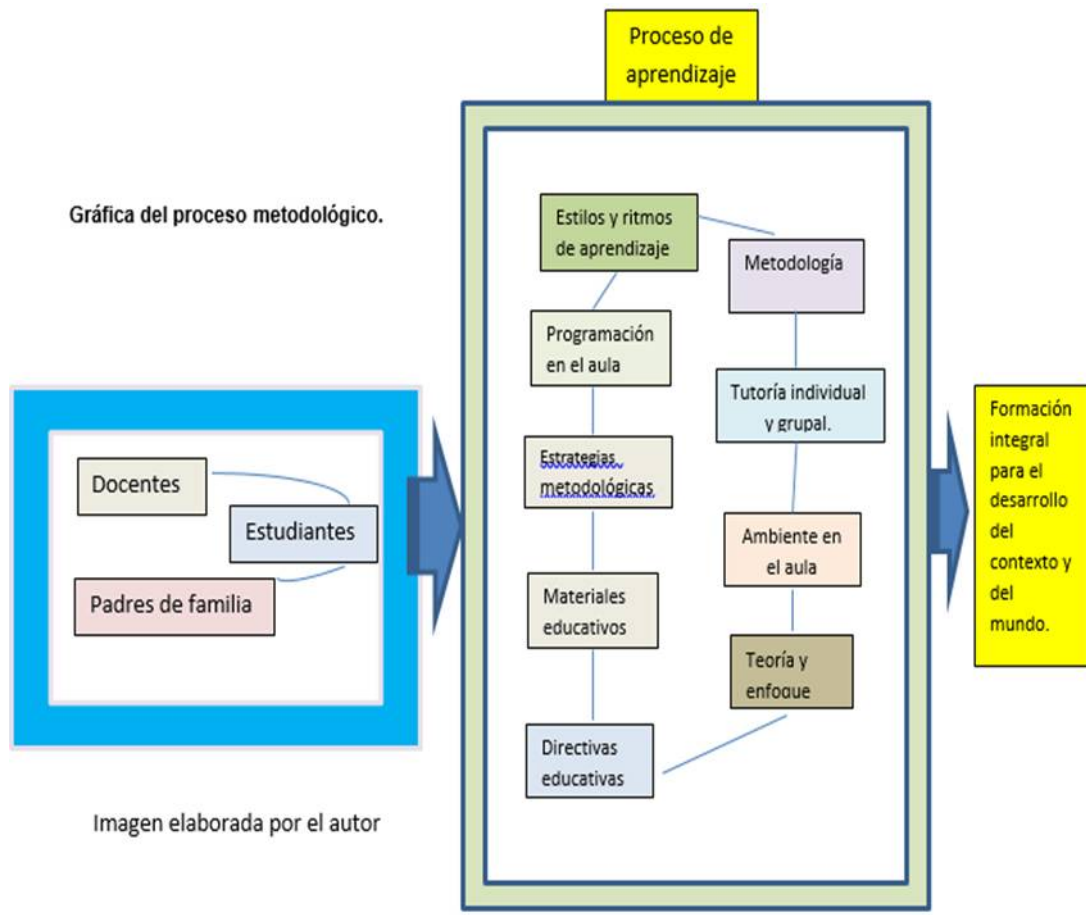 Proceso de
aprendizaje
Gráfica del proceso metodológico.
Docentes
Estudiantes
Padres de familia
Imagen elaborada por el autor
Estilos y ritmos
de aprendizaje
Programación
en el aula
Estrategias
metodológicas
Materiales
educativos
Directivas
educativas
Metodología
Tutoría individual
y grupal.
Ambiente en
el aula
Teoría y
enfoque
Formación
integral
para el
desarrollo
del
contexto y
del
mundo.